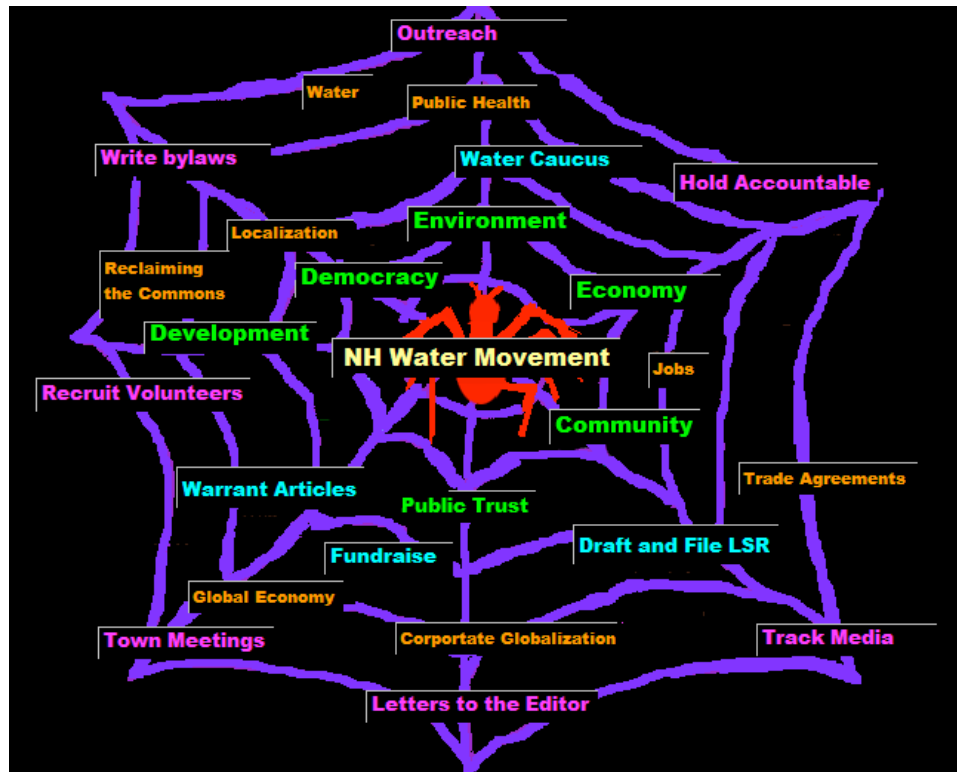 Outreach
Water
Public Health
Write bylaws
Water Caucus
Hold Accountable
Environment
Localization
Reclaiming
the Commons
Democracy
Economy
Development
NH Water Movement
Jobs
Recruit Volunteers
Community
Warrant Articles
Trade Agreements
Public Trust
Fundraise
Draft and File LSR
Global Economy
Town Meetings
Corportate Globalization
Track Media
Letters to the Editor